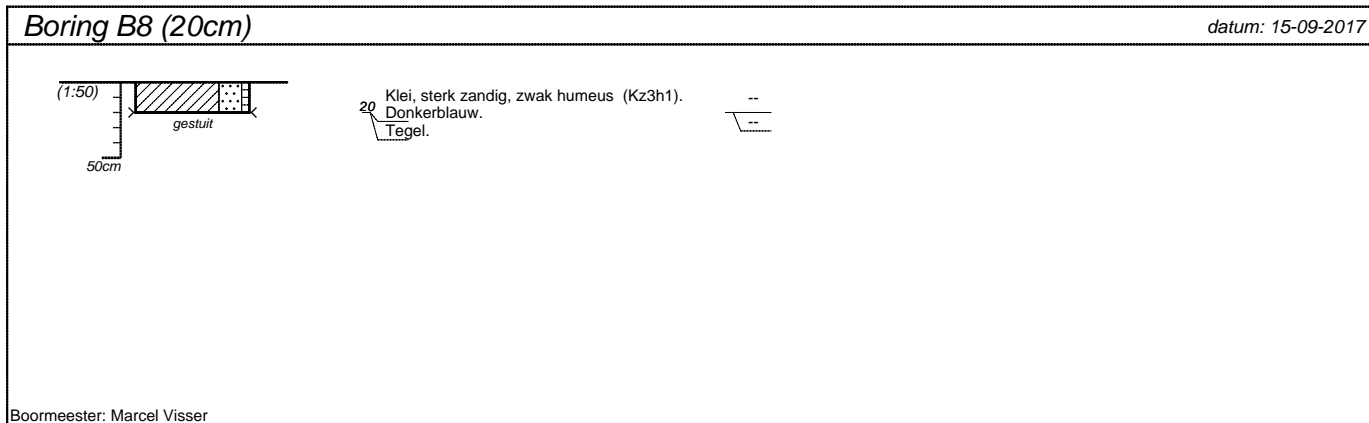 Boring B8 (20cm)
datum: 15-09-2017
(1:50)
gestuit
50cm
20
Klei, sterk zandig, zwak humeus (Kz3h1).
Donkerblauw.
Tegel.
--
--
Boormeester: Marcel Visser